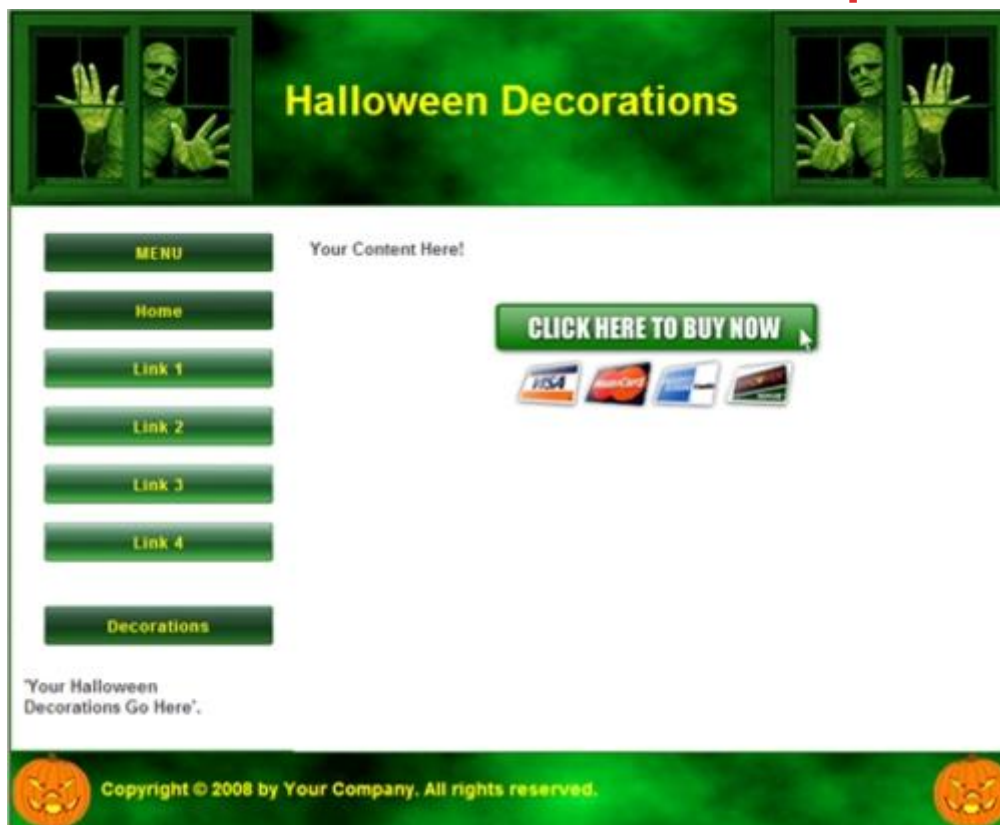 Halloween Decorations
MENU
Home
Link 1
Link 2
Link 3
Link 4
Decorations
'Your Halloween
Decorations Go Here'.
Your Content Here!
CLICK HERE TO BUY NOW
VISA MasterCard
Copyright © 2008 by Your Company. All rights reserved.